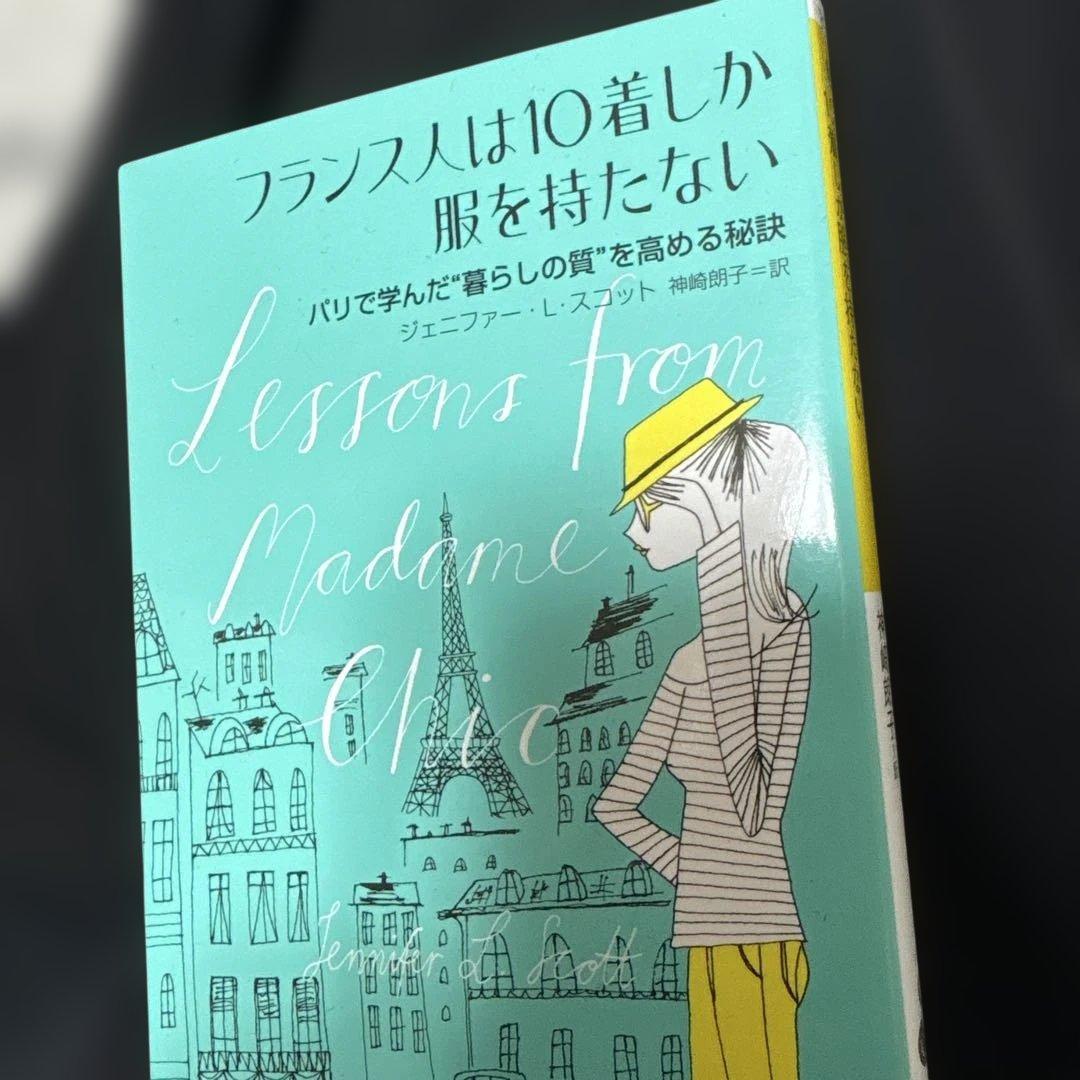 フランス人は10着しか
服を持たない
パリで学んだ“暮らしの質”を高める秘訣
ジェニファー・L・スコット 神崎朗子=訳
Lessons from
Madame
Chic
Jennifer L. Scott